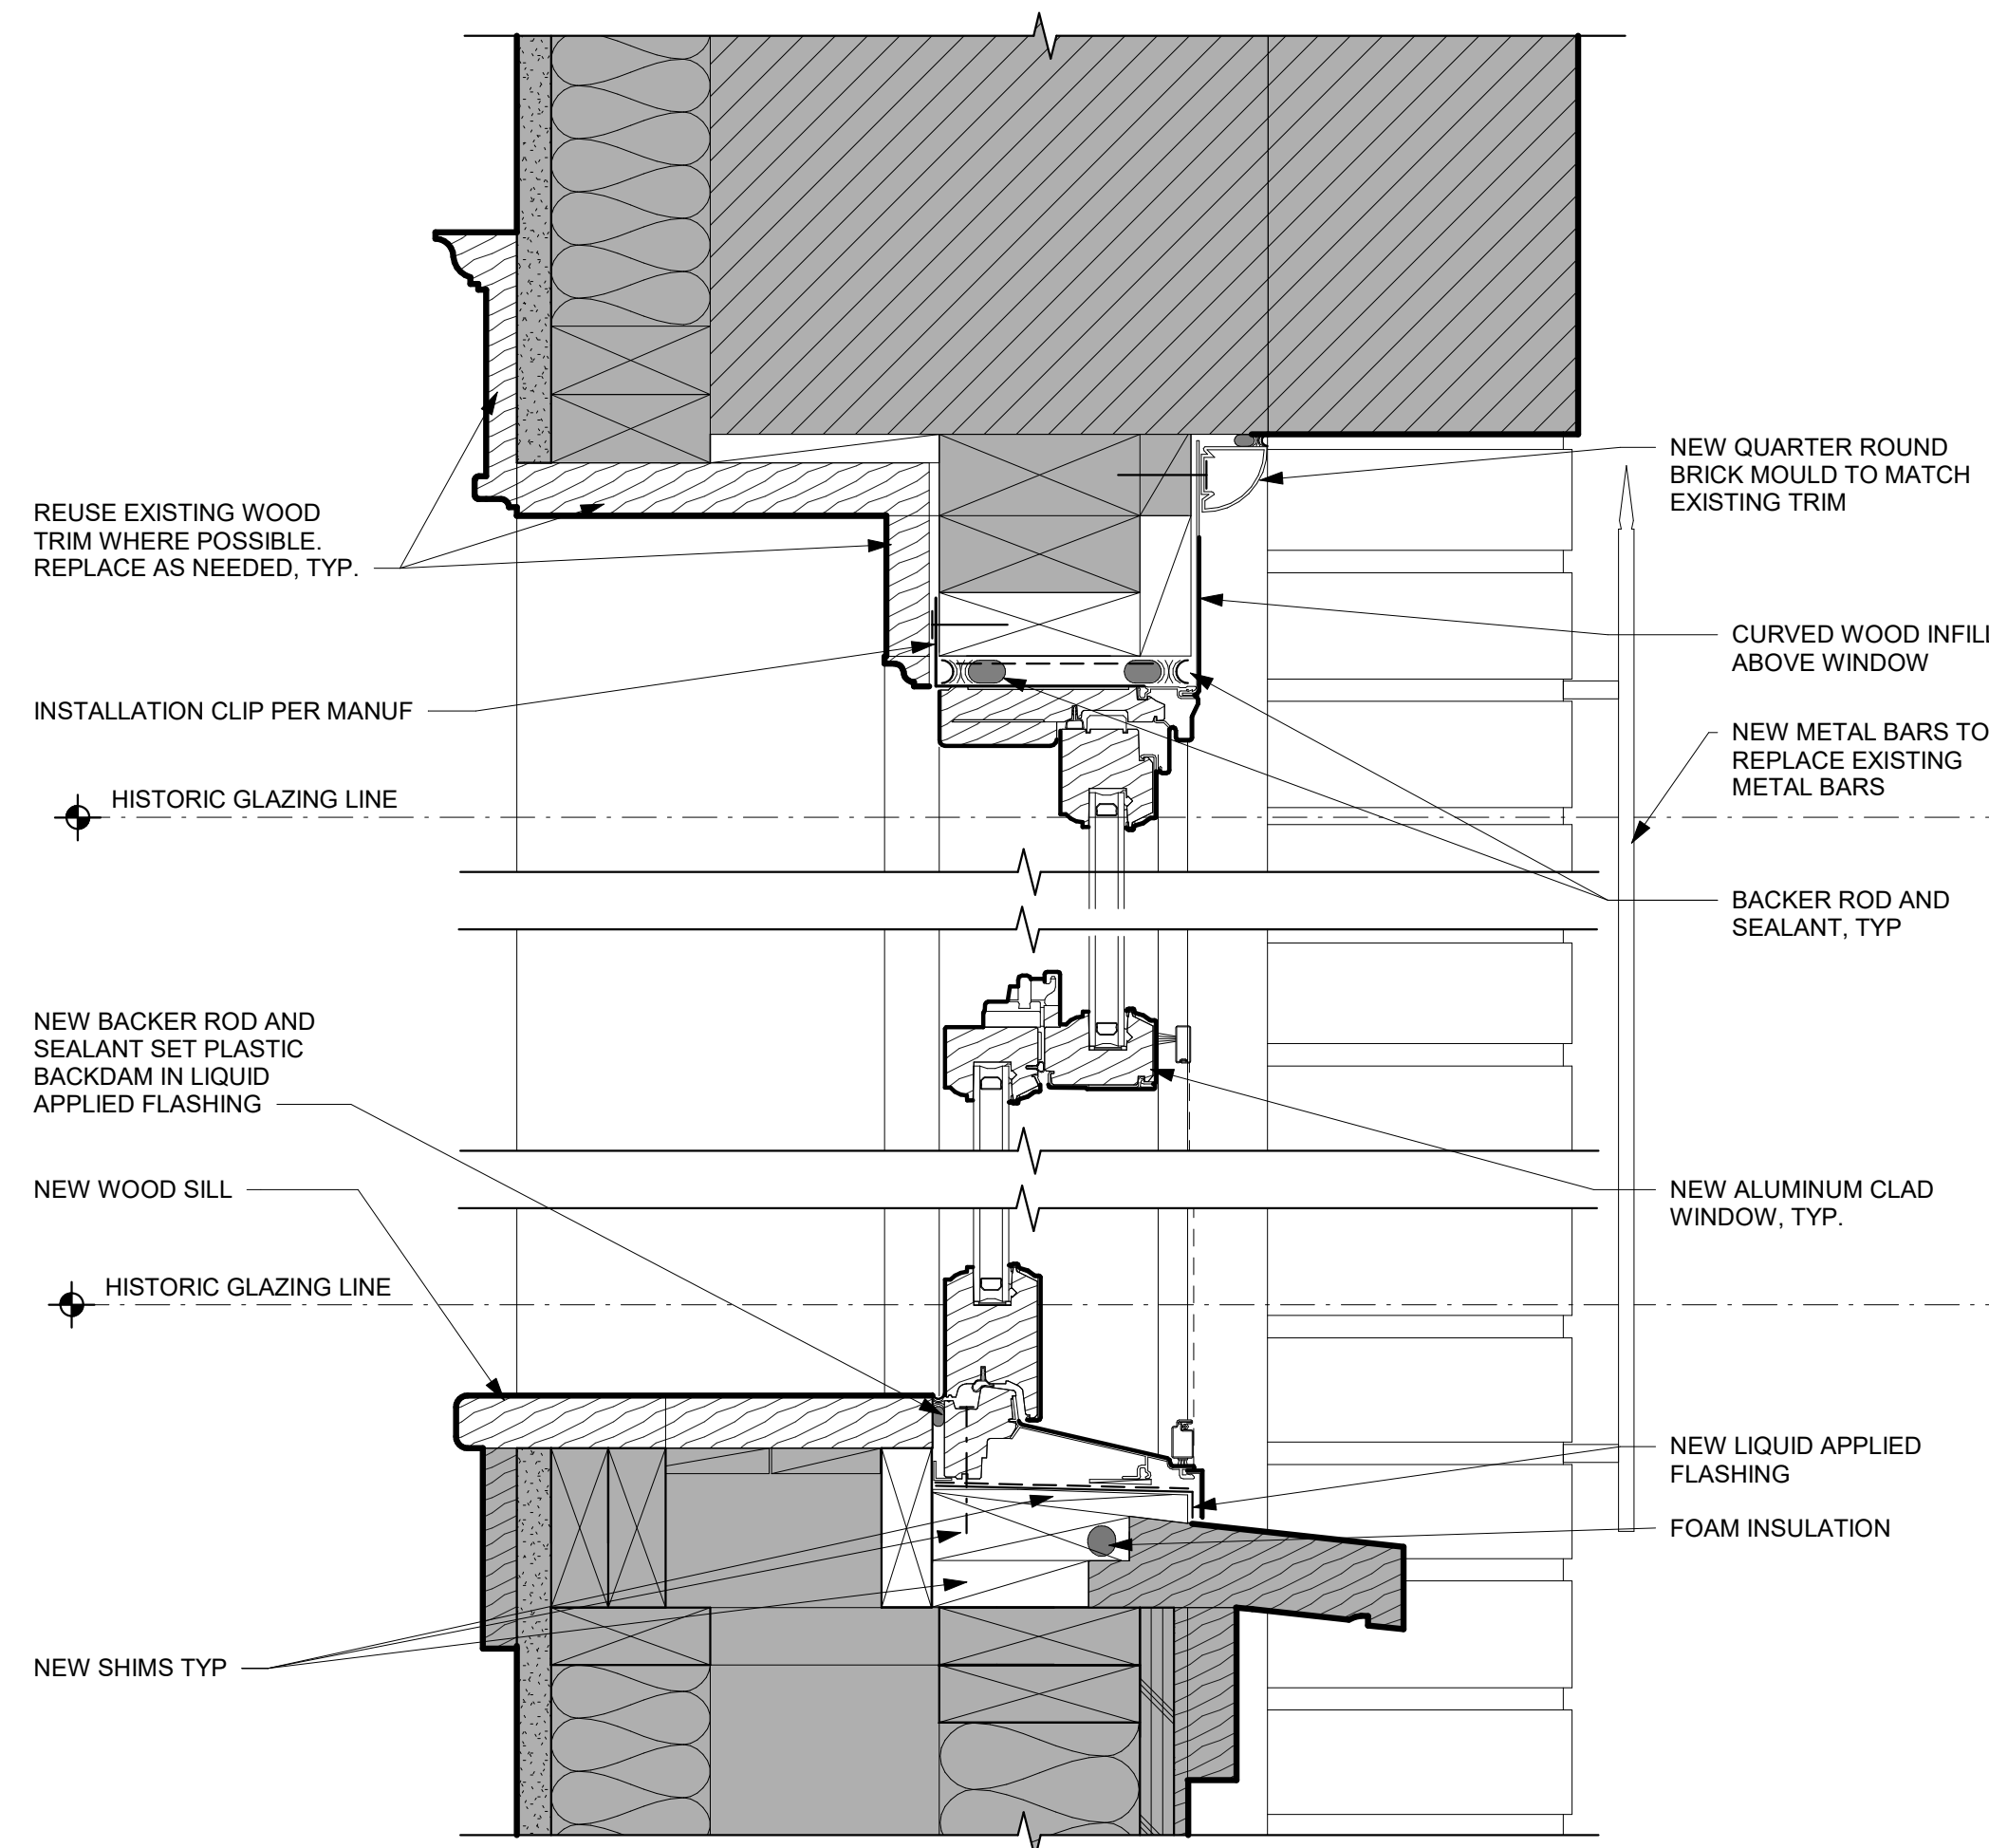 REUSE EXISTING WOOD
TRIM WHERE POSSIBLE.
REPLACE AS NEEDED, TYP.
INSTALLATION CLIP PER MANUF
HISTORIC GLAZING LINE
NEW BACKER ROD AND
SEALANT SET PLASTIC
BACKDAM IN LIQUID
APPLIED FLASHING
NEW WOOD SILL
HISTORIC GLAZING LINE
NEW SHIMS TYP
NEW QUARTER ROUND
BRICK MOULD TO MATCH
EXISTING TRIM
CURVED WOOD INFILL
ABOVE WINDOW
NEW METAL BARS TO
REPLACE EXISTING
METAL BARS
BACKER ROD AND
SEALANT, TYP
NEW ALUMINUM CLAD
WINDOW, TYP.
NEW LIQUID APPLIED
FLASHING
FOAM INSULATION